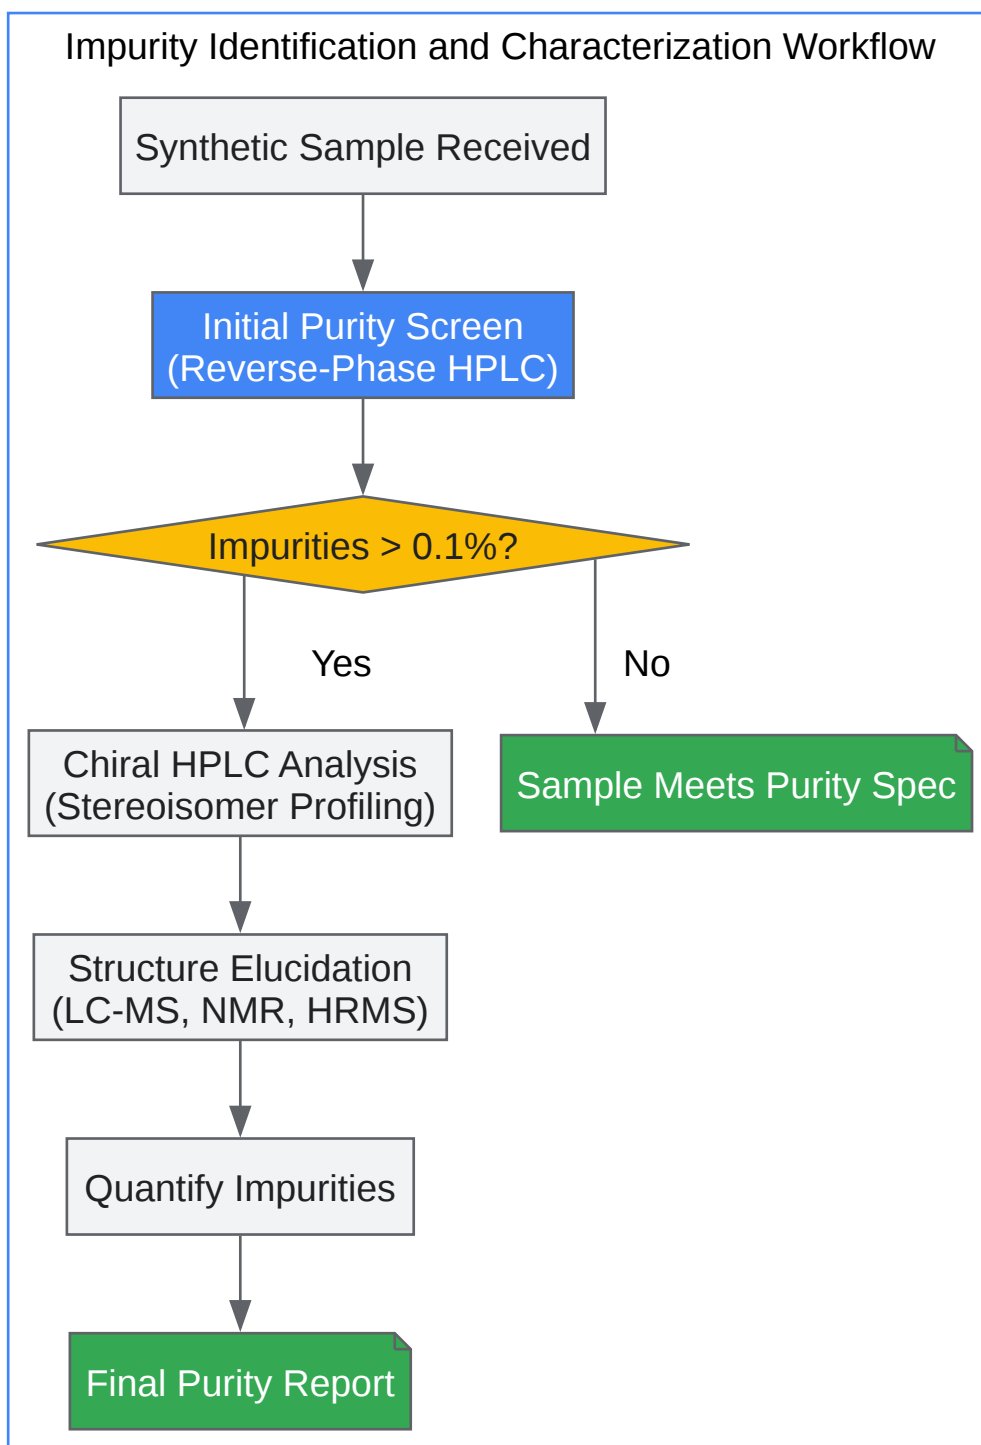 Impurity Identification and Characterization Workflow
Synthetic Sample Received
Initial Purity Screen
(Reverse-Phase HPLC)
Impurities > 0.1%?
Yes
No
Chiral HPLC Analysis
(Stereoisomer Profiling)
Sample Meets Purity Spec
Structure Elucidation
(LC-MS, NMR, HRMS)
Quantify Impurities
Final Purity Report